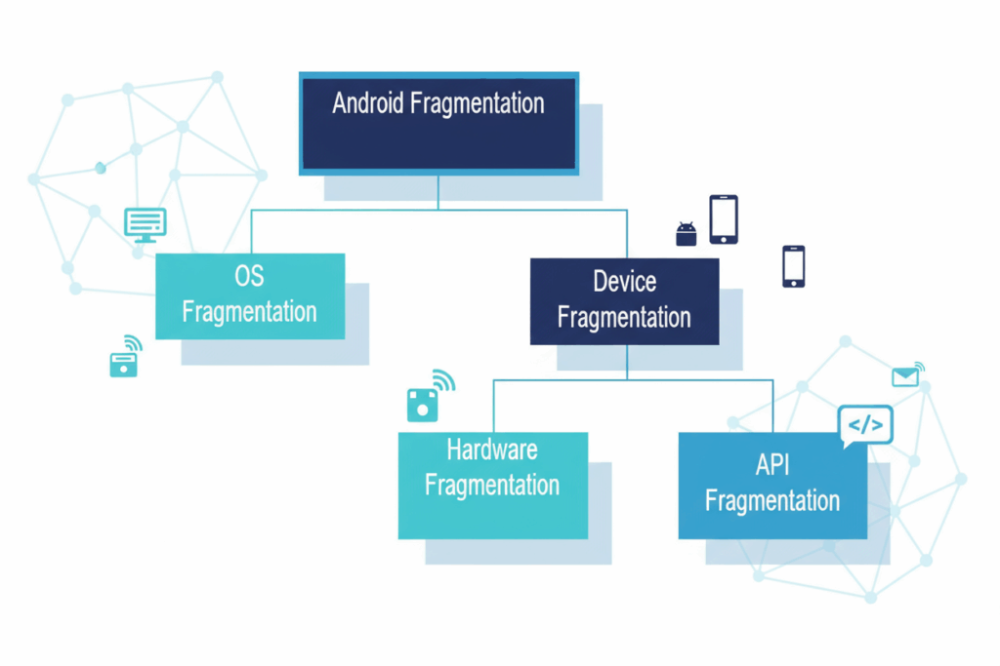 Android Fragmentation
OS
Fragmentation
Device
Fragmentation
Hardware
Fragmentation
</>
API
Fragmentation